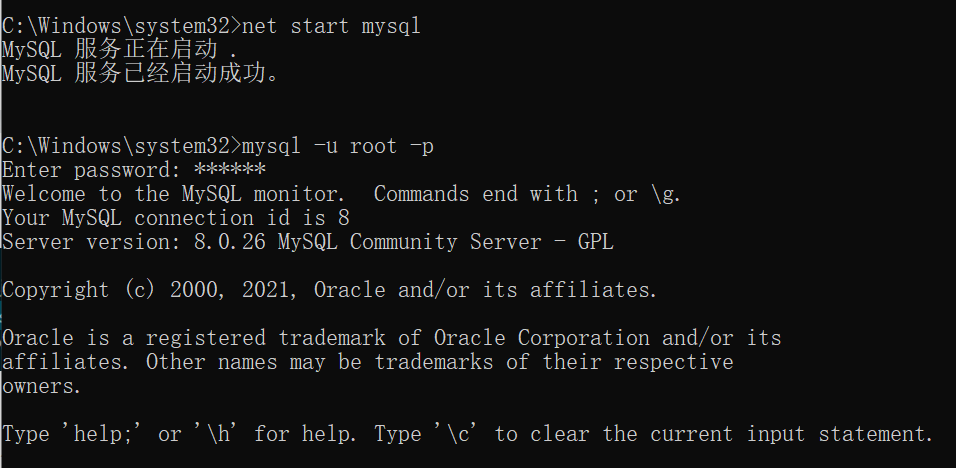 C:\Windows\system32>net start mysql
MySQL 服务正在启动 .
MySQL 服务已经启动成功。
C:\Windows\system32>mysql -u root -p
Enter password: ******
Welcome to the MySQL monitor.  Commands end with ; or \g.
Your MySQL connection id is 8
Server version: 8.0.26 MySQL Community Server - GPL
Copyright (c) 2000, 2021, Oracle and/or its affiliates.
Oracle is a registered trademark of Oracle Corporation and/or its
affiliates. Other names may be trademarks of their respective
owners.
Type 'help;' or '\h' for help. Type '\c' to clear the current input statement.